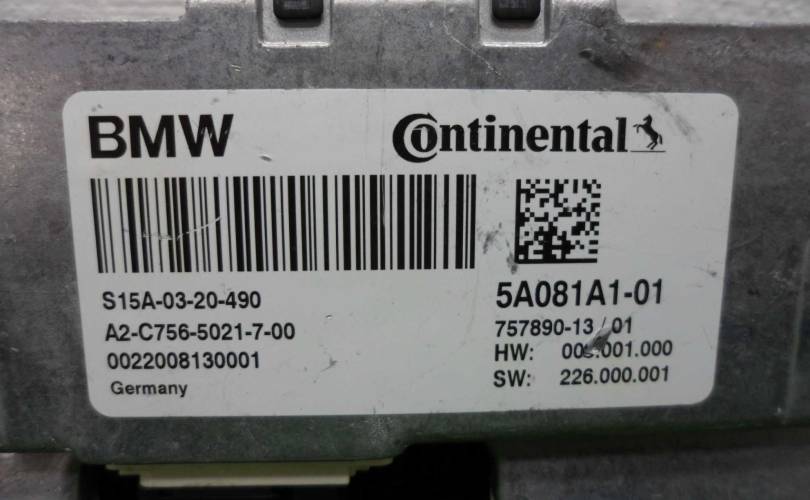 BMW
Continental
S15A-03-20-490
A2-C756-5021-7-00
0022008130001
Germany
5A081A1-01
757890-13 / 01
HW:
SW: 226.000.001